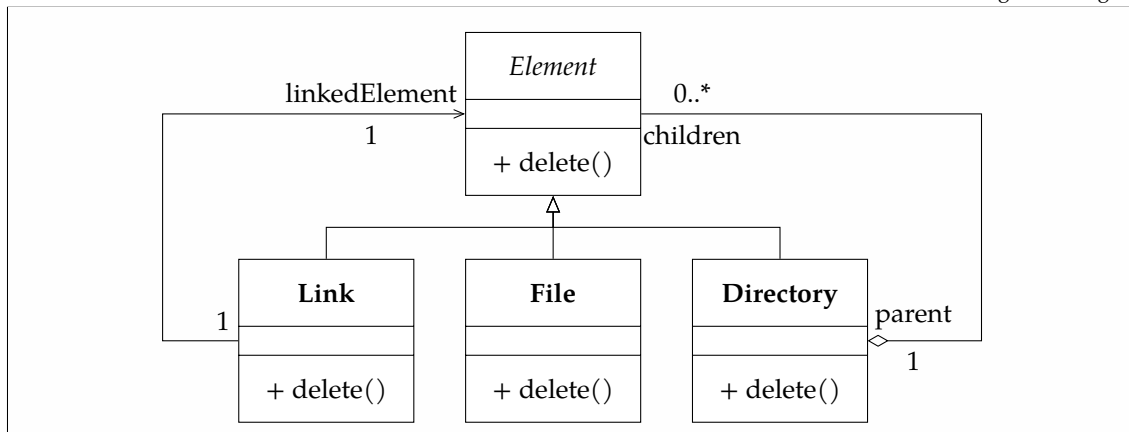 Element
linkedElement
1
0..*
children
+ delete()
Link
File
Directory
1
parent
1
+ delete()
+ delete()
+ delete()